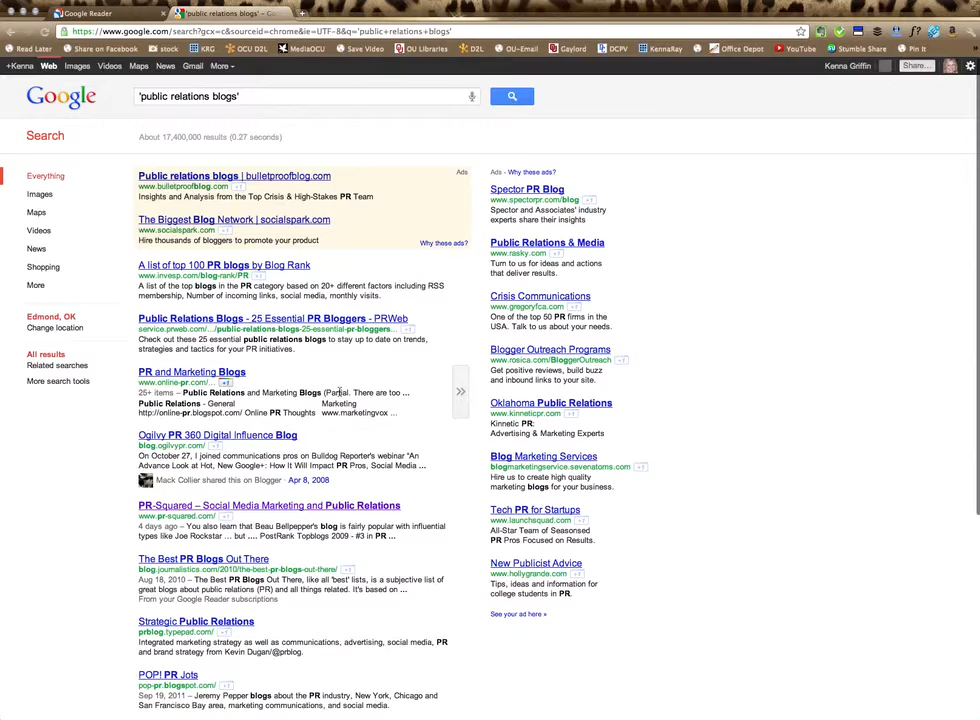 Google Reader
'public relations blogs' – Go
https://www.google.com/search?gcx=c&sourceid=chrome&ie=UTF-8&q='public+relations+blogs'
Read Later Share on Facebook stock KRG OCU D2L MediaOCU Save Video OU Libraries D2L OU-Email Gaylord DCPV KennaRay Office Depot YouTube Stumble Share Pin It
+Kenna Web Images Videos Maps News Gmail More Kenna Griffin Share...
Google 'public relations blogs'
Search About 17,400,000 results (0.27 seconds)
Everything
Images
Maps
Videos
News
Shopping
More
Edmond, OK
Change location
All results
Related searches
More search tools
Public relations blogs | bulletproofblog.com Ads
www.bulletproofblog.com +1
Insights and Analysis from the Top Crisis & High-Stakes PR Team
The Biggest Blog Network | socialspark.com
www.socialspark.com +1
Hire thousands of bloggers to promote your product Why these ads?
A list of top 100 PR blogs by Blog Rank
www.invesp.com/blog-rank/PR +1
A list of the top blogs in the PR category based on 20+ different factors including RSS
membership, Number of incoming links, social media, monthly visits.
Public Relations Blogs - 25 Essential PR Bloggers - PRWeb
service.prweb.com/.../public-relations-blogs-25-essential-pr-bloggers... +1
Check out these 25 essential public relations blogs to stay up to date on trends,
strategies and tactics for your PR initiatives.
PR and Marketing Blogs
www.online-pr.com/... +1
25+ items – Public Relations and Marketing Blogs (Partial. There are too ...
Public Relations - General Marketing
http://online-pr.blogspot.com/ Online PR Thoughts www.marketingvox ...
Ogilvy PR 360 Digital Influence Blog
blog.ogilvypr.com/ +1
On October 27, I joined communications pros on Bulldog Reporter's webinar "An
Advance Look at Hot, New Google+: How It Will Impact PR Pros, Social Media ...
Mack Collier shared this on Blogger · Apr 8, 2008
PR-Squared – Social Media Marketing and Public Relations
www.pr-squared.com/ +1
4 days ago – You also learn that Beau Bellpepper's blog is fairly popular with influential
types like Joe Rockstar ... but .... PostRank Topblogs 2009 - #3 in PR ...
The Best PR Blogs Out There
blog.journalistics.com/2010/the-best-pr-blogs-out-there/ +1
Aug 18, 2010 – The Best PR Blogs Out There, like all 'best' lists, is a subjective list of
great blogs about public relations (PR) and all things related. It's based on ...
From your Google Reader subscriptions
Strategic Public Relations
prblog.typepad.com/ +1
Integrated marketing strategy as well as communications, advertising, social media, PR
and brand strategy from Kevin Dugan/@prblog.
POP! PR Jots
pop-pr.blogspot.com/ +1
Sep 19, 2011 – Jeremy Pepper blogs about the PR industry, New York, Chicago and
San Francisco Bay area, marketing communications, and social media.
Ads - Why these ads?
Spector PR Blog
www.spectorpr.com/blog +1
Spector and Associates' industry
experts share their insights
Public Relations & Media
www.rasky.com +1
Turn to us for ideas and actions
that deliver results.
Crisis Communications
www.gregoryfca.com +1
One of the top 50 PR firms in the
USA. Talk to us about your needs.
Blogger Outreach Programs
www.rosica.com/BloggerOutreach +1
Get positive reviews, build buzz
and inbound links to your site.
Oklahoma Public Relations
www.kinneticpr.com +1
Kinnetic PR:
Advertising & Marketing Experts
Blog Marketing Services
blogmarketingservice.sevenatoms.com +1
Hire us to create high quality
marketing blogs for your business.
Tech PR for Startups
www.launchsquad.com +1
All-Star Team of Seasoned
PR Pros Focused on Results.
New Publicist Advice
www.hollygrande.com +1
Tips, ideas and information for
college students in PR.
See your ad here »